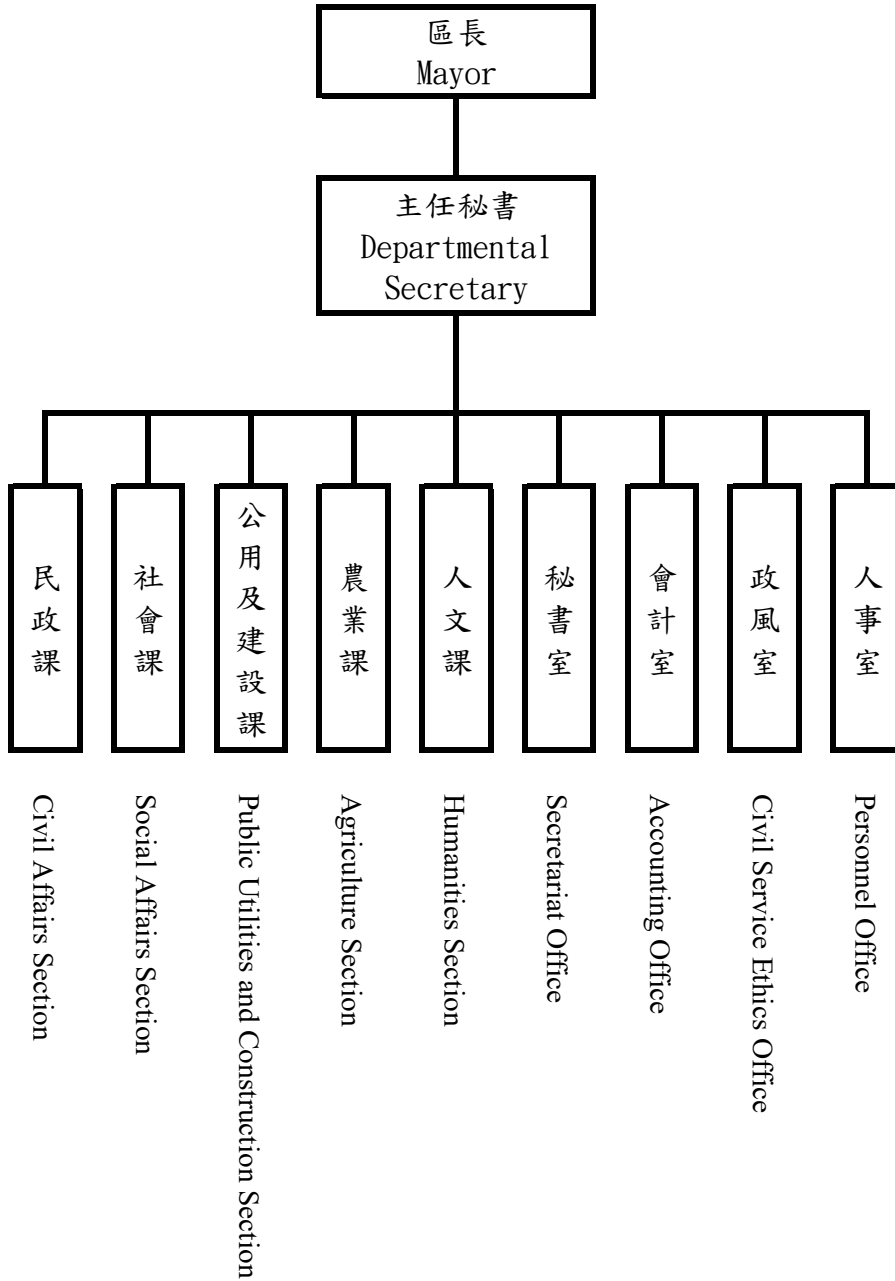 區長
Mayor
主任秘書
Departmental
Secretary
民政課
社會課
公用及建設課
農業課
人文課
秘書室
會計室
政風室
人事室
Civil Affairs Section
Social Affairs Section
Public Utilities and Construction Section
Agriculture Section
Humanities Section
Secretariat Office
Accounting Office
Civil Service Ethics Office
Personnel Office